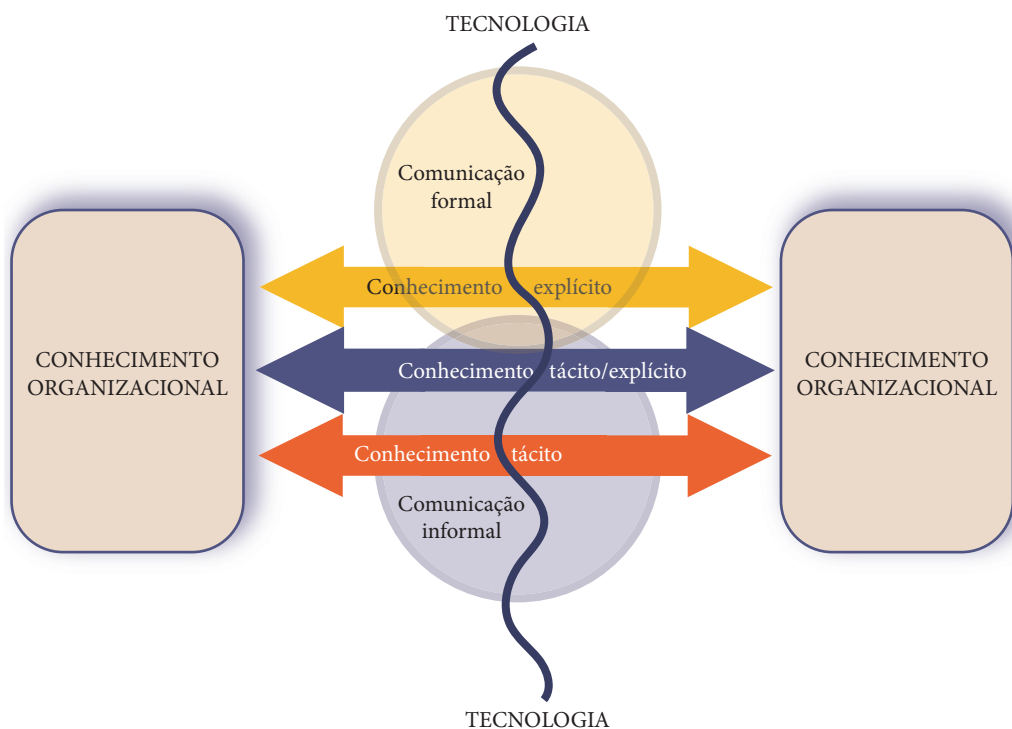 TECNOLOGIA
Comunicação
formal
Conhecimento explícito
CONHECIMENTO
ORGANIZACIONAL
Conhecimento tácito/explícito
CONHECIMENTO
ORGANIZACIONAL
Conhecimento tácito
Comunicação
informal
TECNOLOGIA